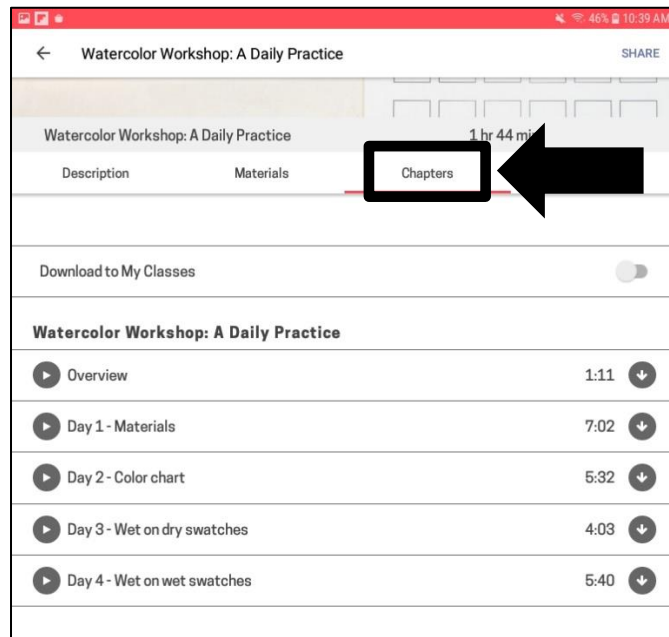 46% 10:39 AM
Watercolor Workshop: A Daily Practice SHARE
Watercolor Workshop: A Daily Practice 1 hr 44 min
Description Materials Chapters
Download to My Classes
Watercolor Workshop: A Daily Practice
Overview 1:11
Day 1 - Materials 7:02
Day 2 - Color chart 5:32
Day 3 - Wet on dry swatches 4:03
Day 4 - Wet on wet swatches 5:40